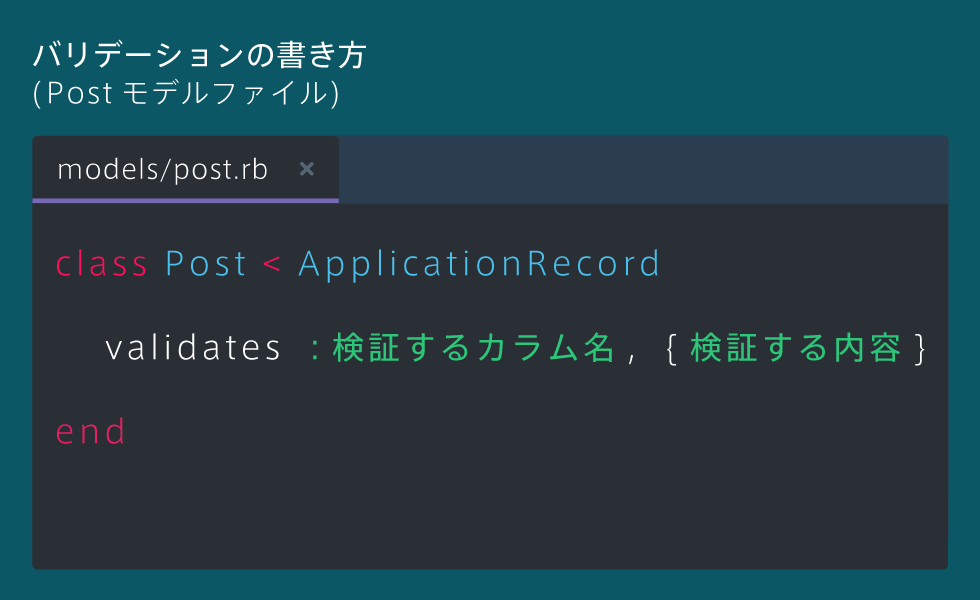 バリデーションの書き方
(Post モデルファイル)
models/post.rb ×
class Post < ApplicationRecord
validates :検証するカラム名, {検証する内容}
end